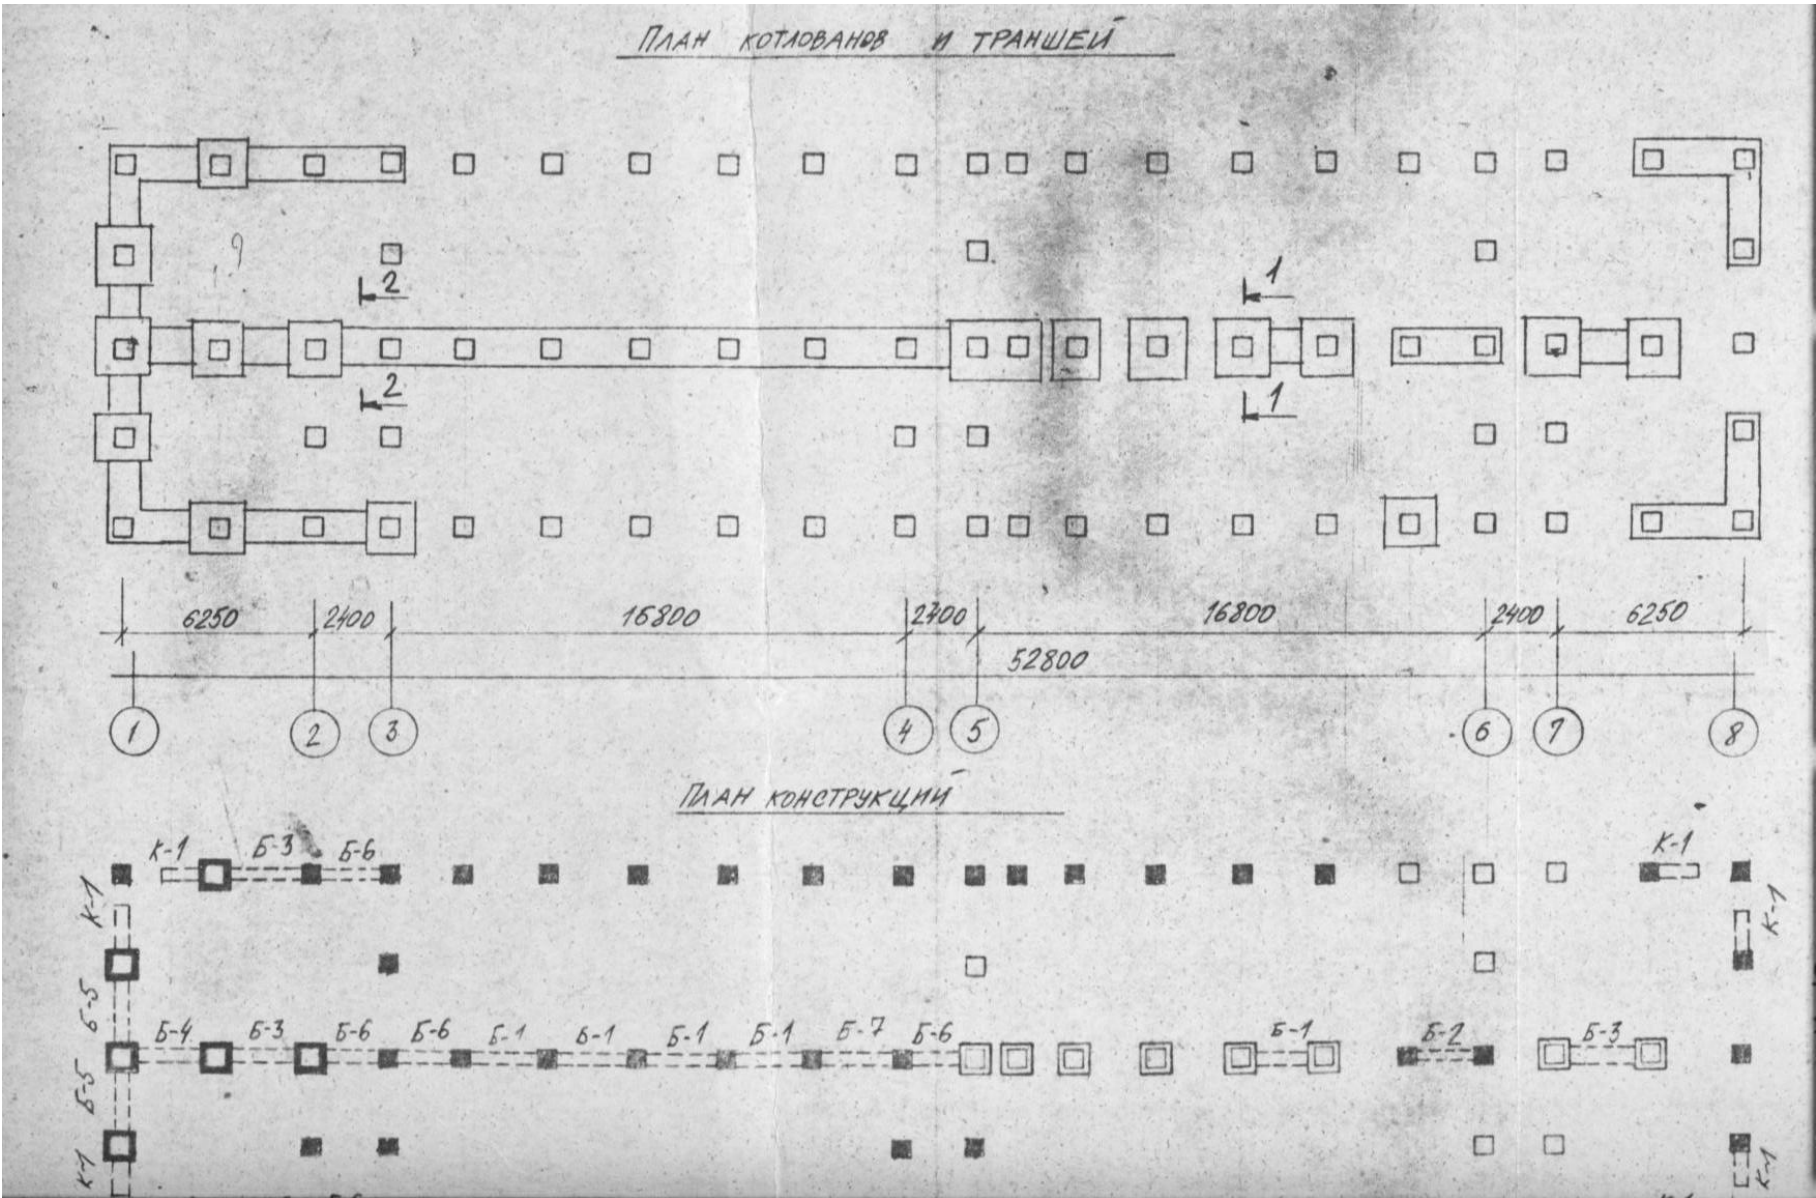 ПЛАН КОТЛОВАНОВ И ТРАНШЕЙ
2 1
2 1
6250 2400 16800 2400 16800 2400 6250
52800
1 2 3 4 5 6 7 8
ПЛАН КОНСТРУКЦИЙ
К-1 Б-3 Б-6 К-1
К-1 К-1
Б-5
Б-4 Б-3 Б-6 Б-6 Б-1 Б-1 Б-1 Б-1 Б-7 Б-6 Б-1 Б-2 Б-3
Б-5
К-1 К-1